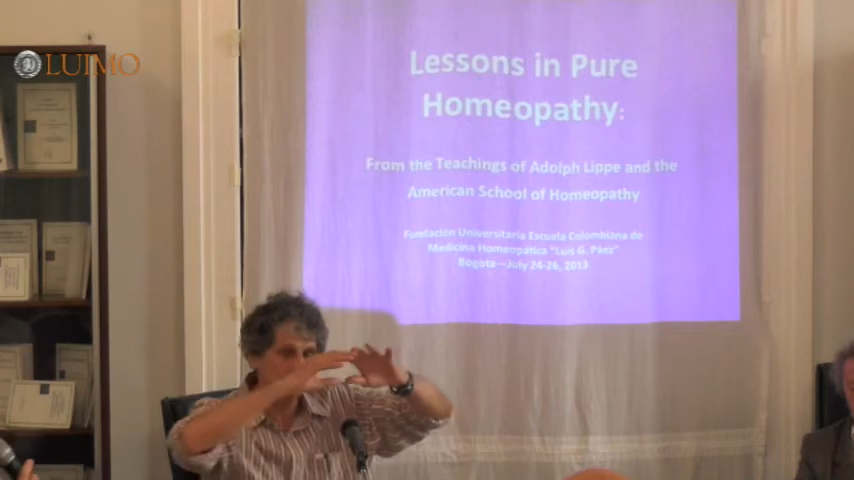 LUIMO
Lessons in Pure
Homeopathy:
From the Teachings of Adolph Lippe and the
American School of Homeopathy
Fundación Universitaria Escuela Colombiana de
Medicina Homeopática "Luis G. Páez"
Bogota—July 24-26, 2013